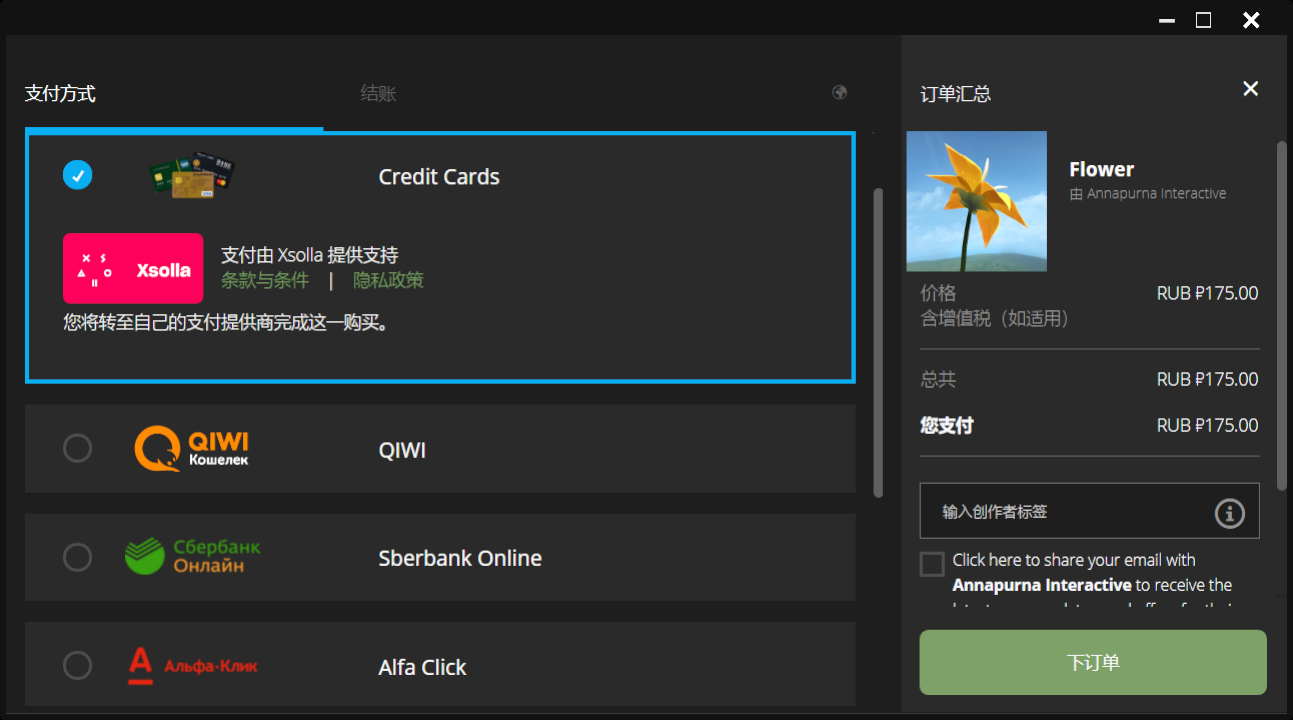 支付方式
结账
Credit Cards
Xsolla
支付由 Xsolla 提供支持
条款与条件 | 隐私政策
您将转至自己的支付提供商完成这一购买。
QIWI
Кошелек
QIWI
Сбербанк
Онлайн
Sberbank Online
Альфа-Клик
Alfa Click
订单汇总
Flower
由 Annapurna Interactive
价格 RUB ₽175.00
含增值税（如适用）
总共 RUB ₽175.00
您支付 RUB ₽175.00
输入创作者标签
Click here to share your email with
Annapurna Interactive to receive the
下订单